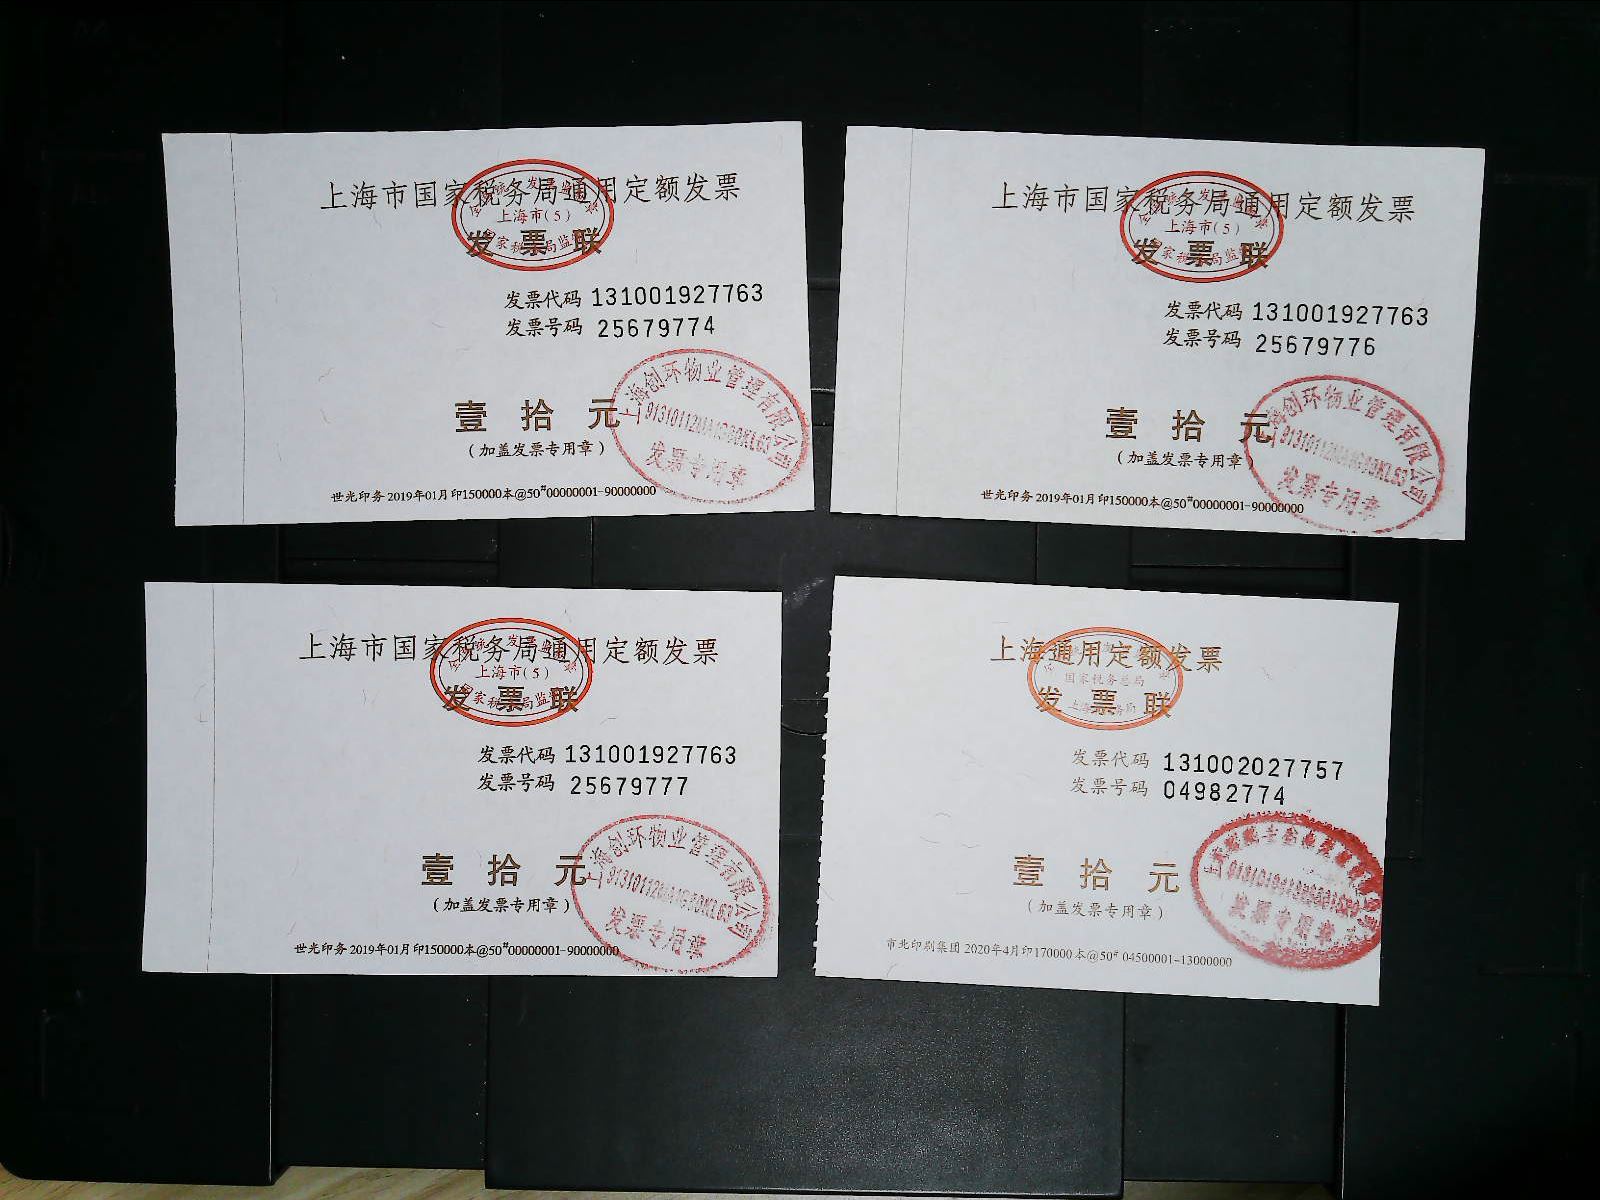 上海市国家税务局通用定额发票
上海市(5)
发票联
发票代码 131001927763
发票号码 25679774
壹拾元
(加盖发票专用章)
上海创环物业管理有限公司
发票专用章
世光印务 2019年01月印150000本@50#00000001-90000000
上海市国家税务局通用定额发票
上海市(5)
发票联
发票代码 131001927763
发票号码 25679776
壹拾元
(加盖发票专用章)
上海创环物业管理有限公司
发票专用章
世光印务 2019年01月印150000本@50#00000001-90000000
上海市国家税务局通用定额发票
上海市(5)
发票联
发票代码 131001927763
发票号码 25679777
壹拾元
(加盖发票专用章)
上海创环物业管理有限公司
发票专用章
世光印务 2019年01月印150000本@50#00000001-90000000
上海通用定额发票
国家税务总局
发票联
发票代码 131002027757
发票号码 04982774
壹拾元
(加盖发票专用章)
发票专用章
市北印刷集团 2020年4月印170000本@50# 04500001-13000000